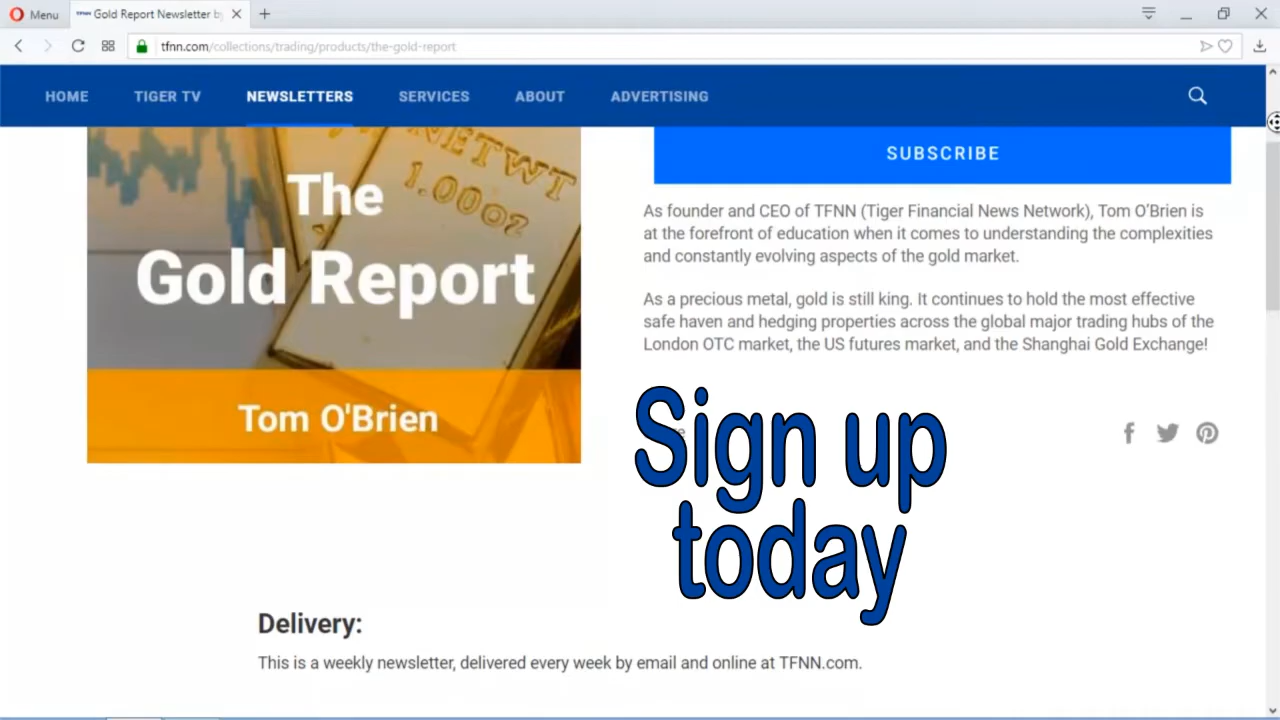 Menu
TFNN Gold Report Newsletter by
tfnn.com/collections/trading/products/the-gold-report
HOME TIGER TV NEWSLETTERS SERVICES ABOUT ADVERTISING
NETWT
1.00oz
The
Gold Report
Tom O'Brien
SUBSCRIBE
As founder and CEO of TFNN (Tiger Financial News Network), Tom O'Brien is
at the forefront of education when it comes to understanding the complexities
and constantly evolving aspects of the gold market.
As a precious metal, gold is still king. It continues to hold the most effective
safe haven and hedging properties across the global major trading hubs of the
London OTC market, the US futures market, and the Shanghai Gold Exchange!
Sign up
today
Delivery:
This is a weekly newsletter, delivered every week by email and online at TFNN.com.